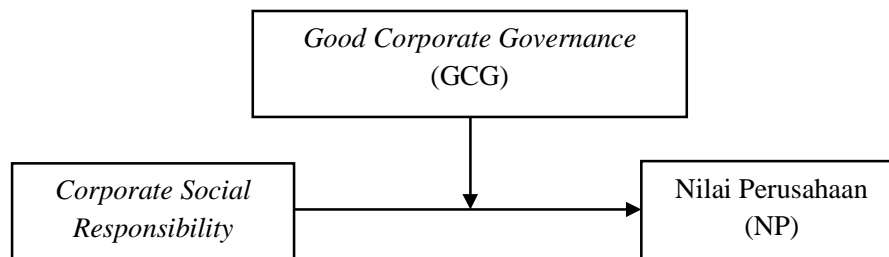 Good Corporate Governance
(GCG)
Corporate Social
Responsibility
Nilai Perusahaan
(NP)